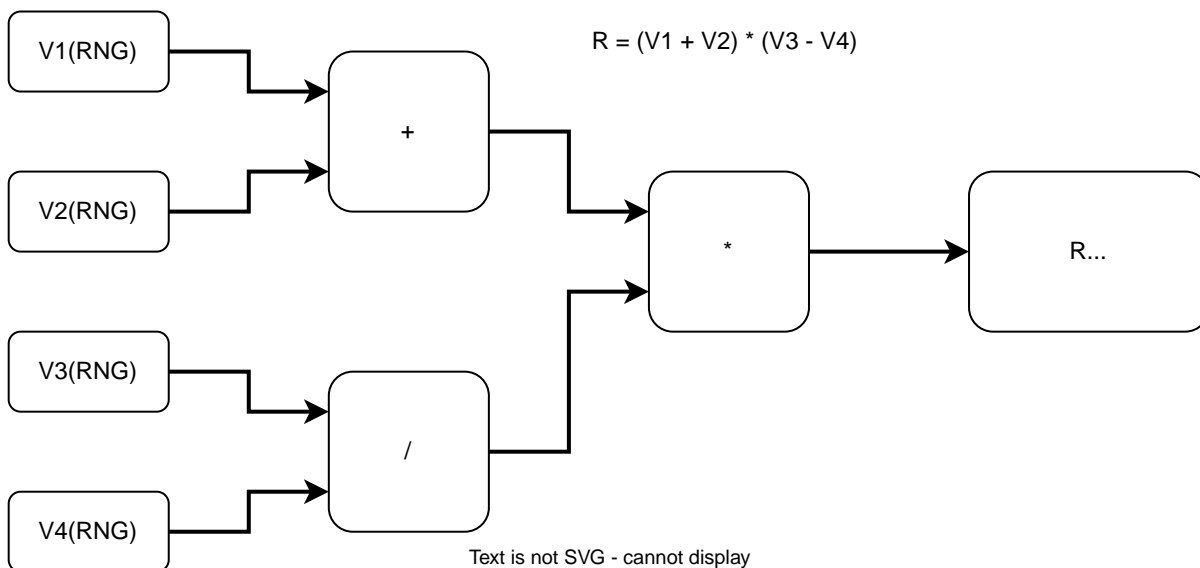 V1(RNG)
R = (V1 + V2) * (V3 - V4)
+
V2(RNG)
*
R...
V3(RNG)
/
V4(RNG)
Text is not SVG - cannot display